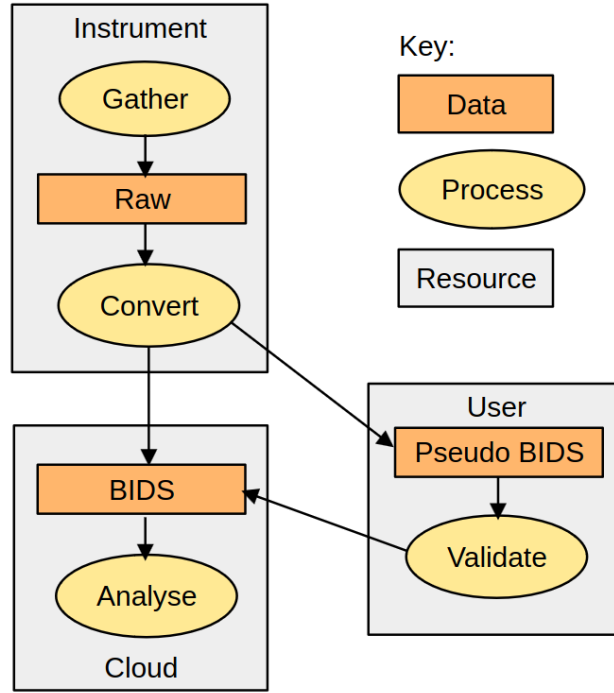 Instrument
Gather
Raw
Convert
Key:
Data
Process
Resource
User
Pseudo BIDS
Validate
BIDS
Analyse
Cloud